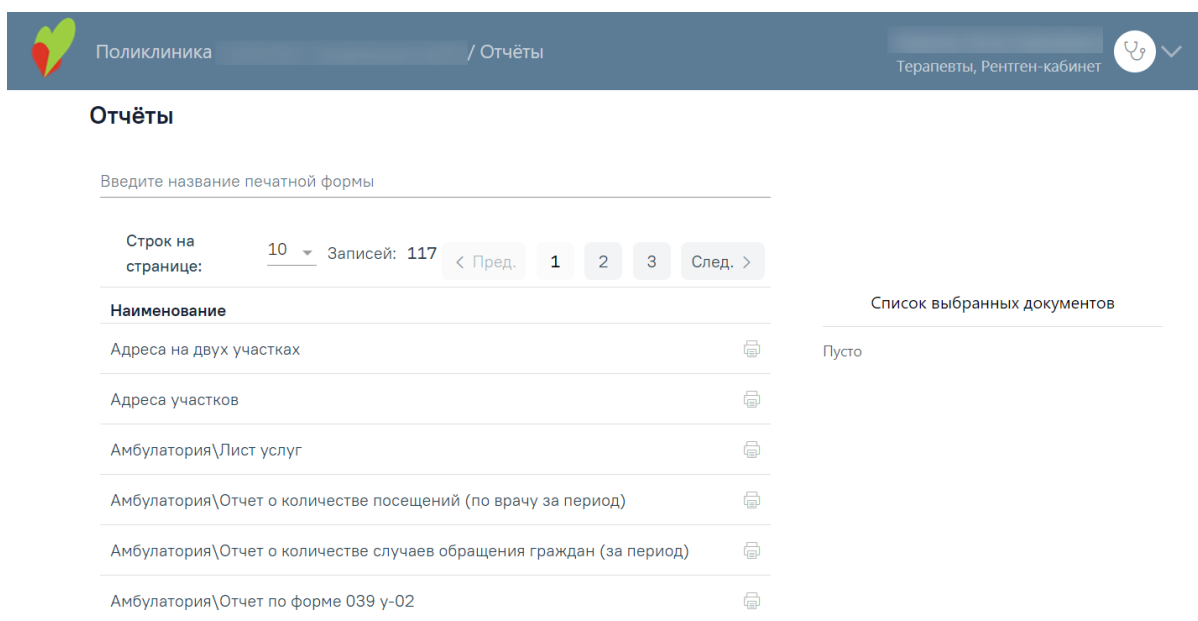 Поликлиника / Отчёты
Терапевты, Рентген-кабинет
Отчёты
Введите название печатной формы
Строк на странице: 10 Записей: 117 Пред. 1 2 3 След.
Список выбранных документов
Наименование
Адреса на двух участках
Пусто
Адреса участков
Амбулатория\Лист услуг
Амбулатория\Отчет о количестве посещений (по врачу за период)
Амбулатория\Отчет о количестве случаев обращения граждан (за период)
Амбулатория\Отчет по форме 039 у-02